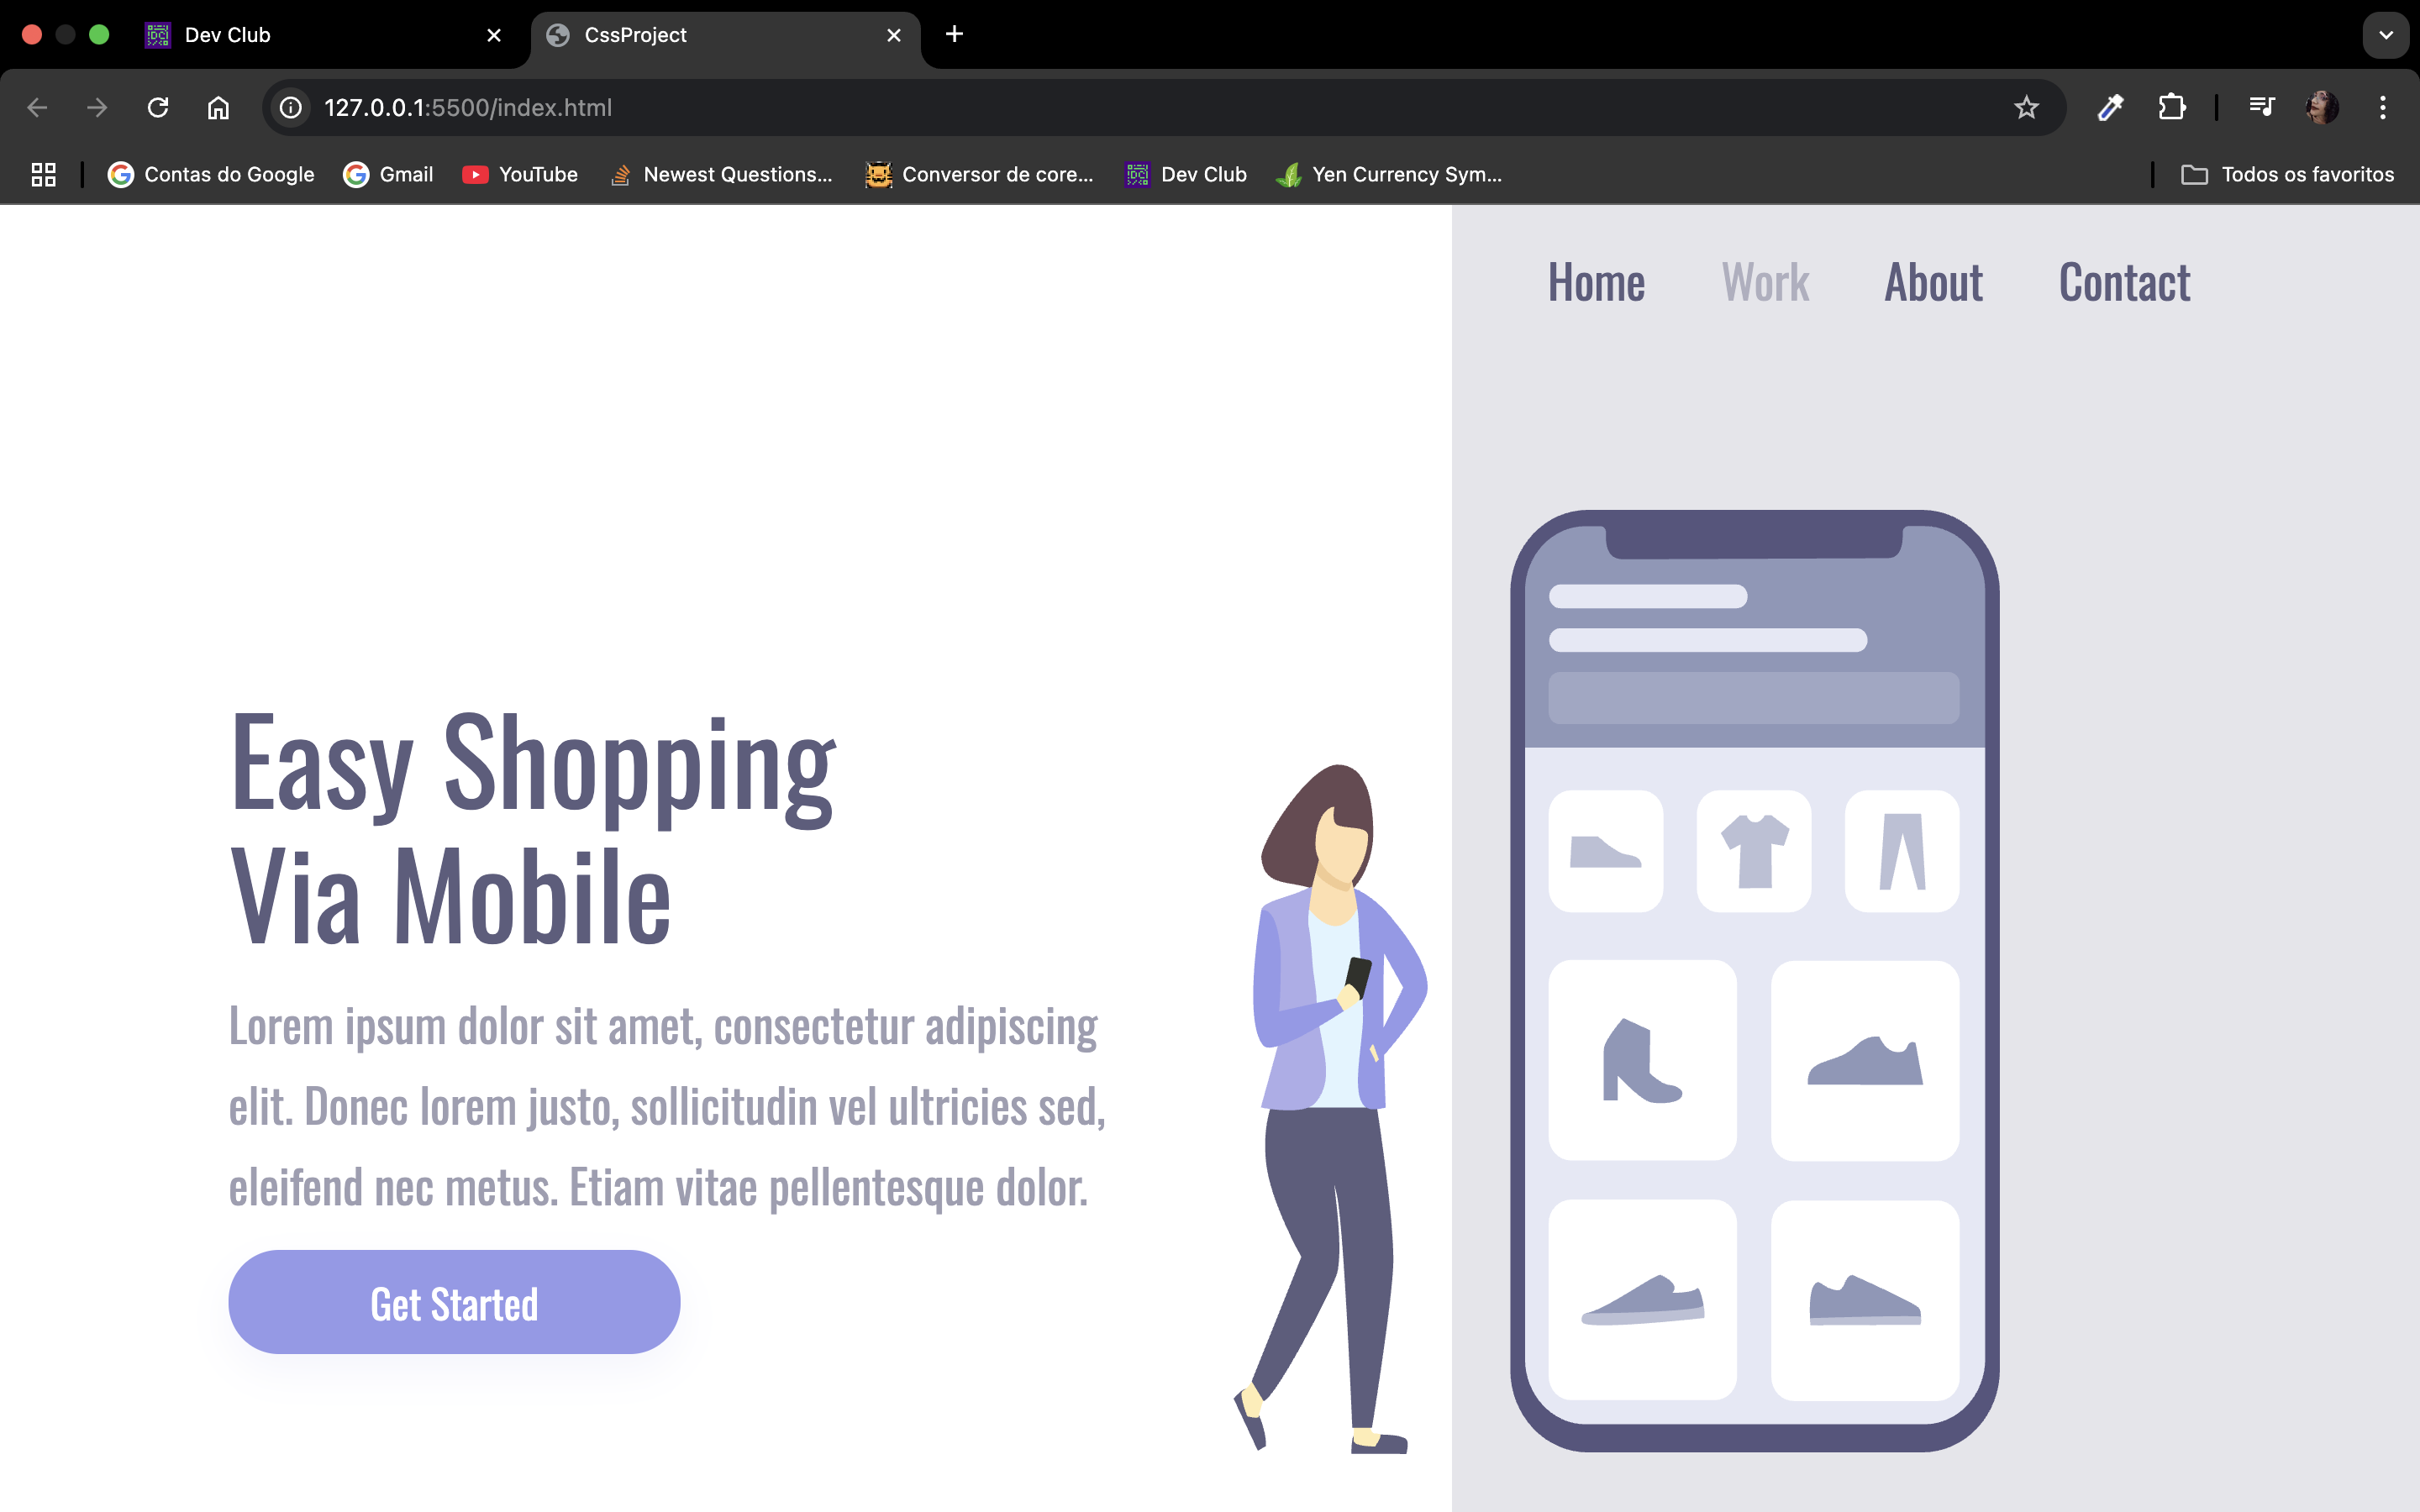 Dev Club
CssProject
127.0.0.1:5500/index.html
Contas do Google
Gmail
YouTube
Newest Questions...
Conversor de core...
Dev Club
Yen Currency Sym...
Todos os favoritos
Home
Work
About
Contact
Easy Shopping
Via Mobile
Lorem ipsum dolor sit amet, consectetur adipiscing
elit. Donec lorem justo, sollicitudin vel ultricies sed,
eleifend nec metus. Etiam vitae pellentesque dolor.
Get Started